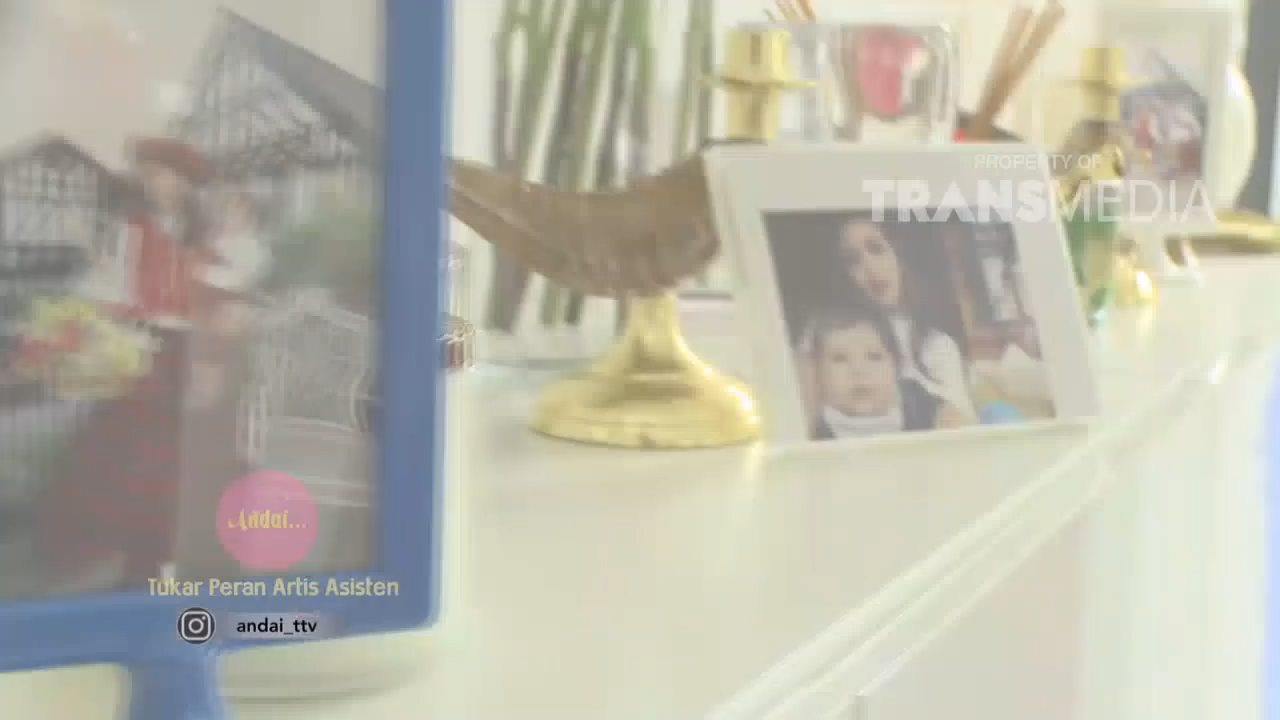 PROPERTY OF
TRANSMEDIA
Andai...
Tukar Peran Artis Asisten
andai_ttv